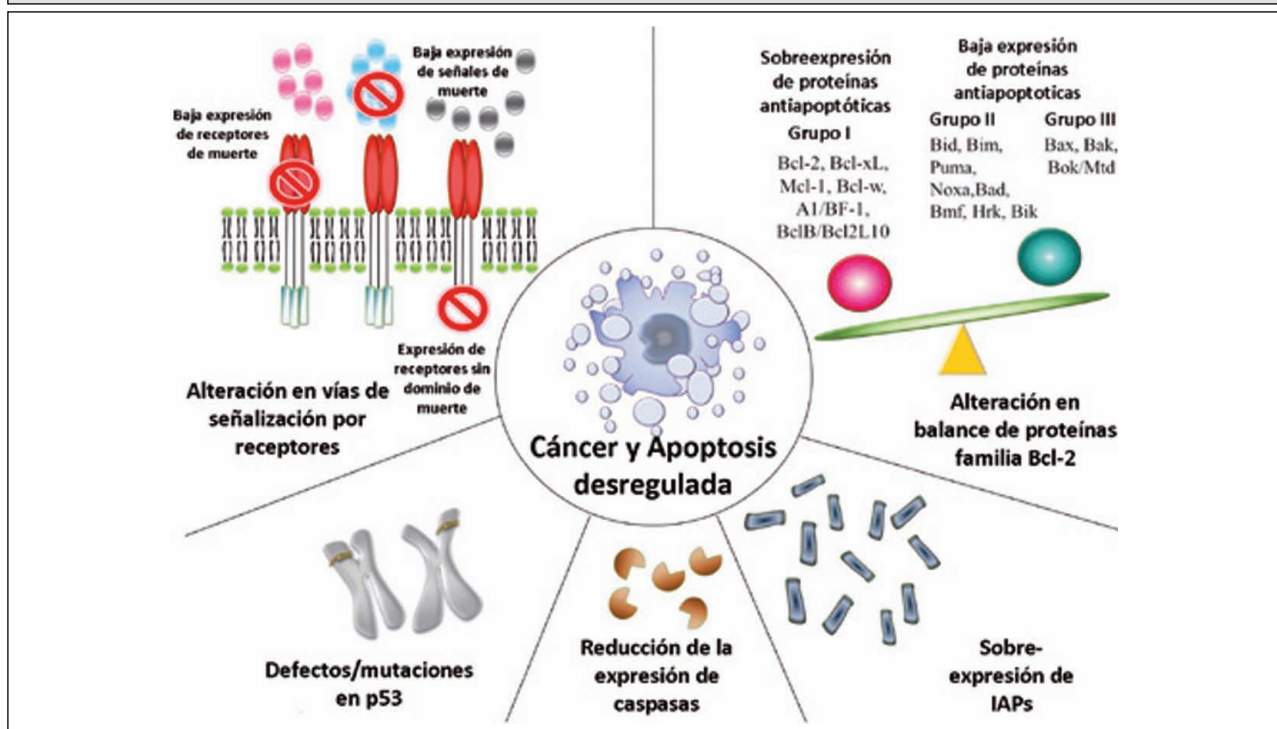 Baja expresión
de señales de
muerte
Baja expresión
de receptores
de muerte
Expresión de
receptores sin
dominio de
muerte
Alteración en vías de
señalización por
receptores
Sobreexpresión
de proteínas
antiapoptóticas
Grupo I
Bcl-2, Bcl-xL,
Mcl-1, Bcl-w,
A1/BF-1,
BclB/Bcl2L10
Baja expresión
de proteínas
antiapoptoticas
Grupo II
Bid, Bim,
Puma,
Noxa,Bad,
Bmf, Hrk, Bik
Grupo III
Bax, Bak,
Bok/Mtd
Alteración en
balance de proteínas
familia Bcl-2
Cáncer y Apoptosis
desregulada
Defectos/mutaciones
en p53
Reducción de la
expresión de
caspasas
Sobre-
expresión de
IAPs